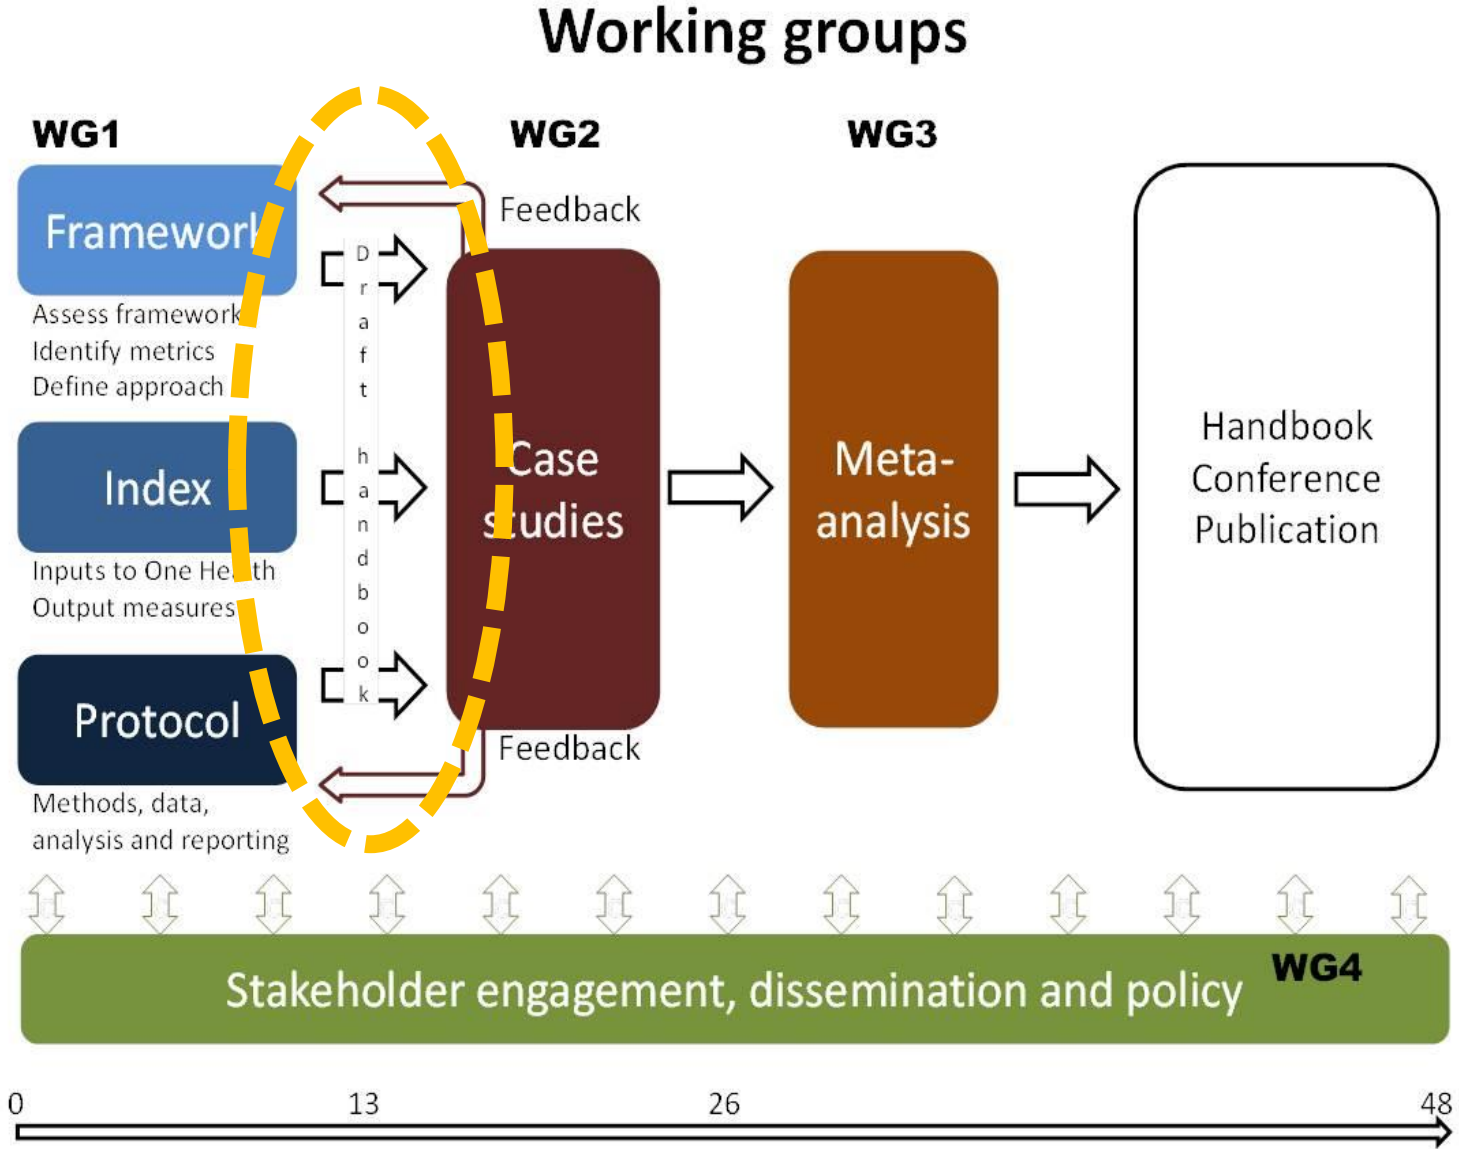 Working groups
WG1
WG2
WG3
Framework
Assess framework
Identify metrics
Define approach
Index
Inputs to One Health
Output measures
Protocol
Methods, data,
analysis and reporting
Draft handbook
Feedback
Case
studies
Feedback
Meta-
analysis
Handbook
Conference
Publication
Stakeholder engagement, dissemination and policy
WG4
0
13
26
48